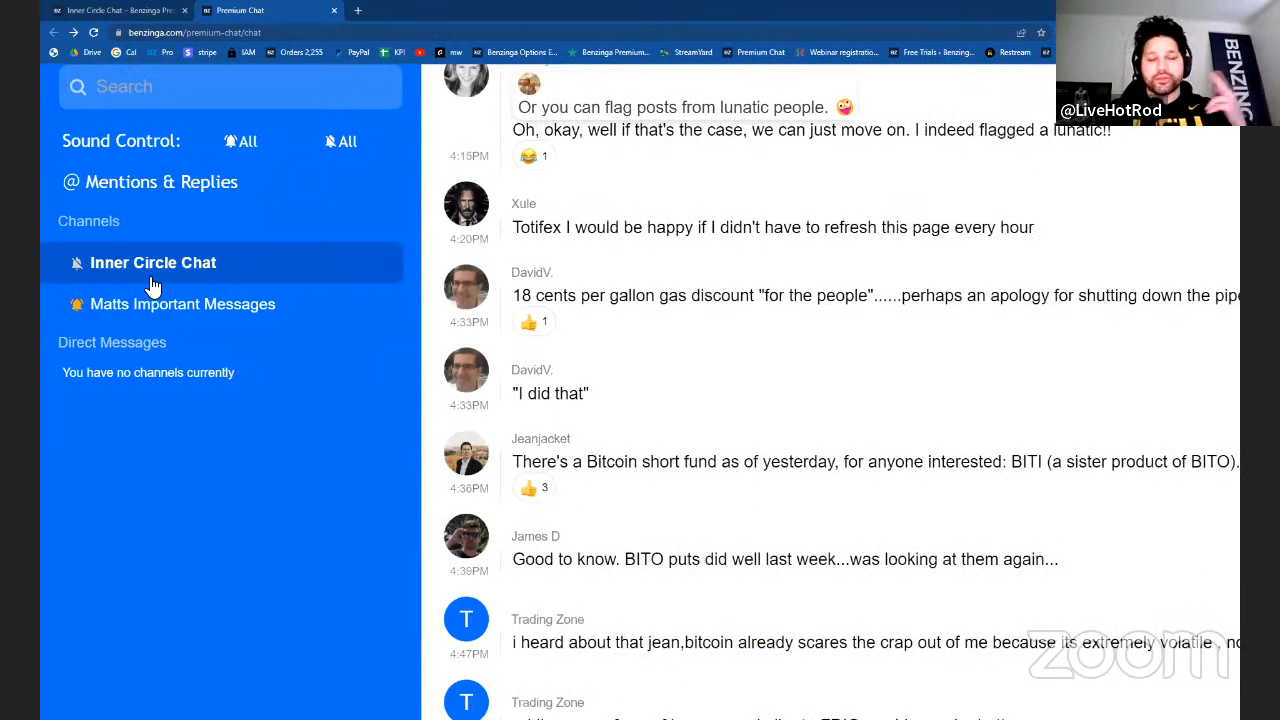 Inner Circle Chat – Benzinga Pre
Premium Chat
benzinga.com/premium-chat/chat
Drive
Cal
Pro
stripe
IAM
Orders 2,255
PayPal
KPI
mw
Benzinga Options E...
Benzinga Premium...
StreamYard
Premium Chat
Webinar registratio...
Free Trials ‹ Benzing...
Restream
BENZING
@LiveHotRod
Search
Sound Control:
All
All
@ Mentions & Replies
Channels
Inner Circle Chat
Matts Important Messages
Direct Messages
You have no channels currently
Or you can flag posts from lunatic people. 🤪
Oh, okay, well if that's the case, we can just move on. I indeed flagged a lunatic!!
4:15PM
😂 1
Xule
Totifex I would be happy if I didn't have to refresh this page every hour
4:20PM
DavidV.
18 cents per gallon gas discount "for the people"......perhaps an apology for shutting down the pipe
4:33PM
👍 1
DavidV.
"I did that"
4:33PM
Jeanjacket
There's a Bitcoin short fund as of yesterday, for anyone interested: BITI (a sister product of BITO).
4:36PM
👍 3
James D
Good to know. BITO puts did well last week...was looking at them again...
4:39PM
T
Trading Zone
i heard about that jean,bitcoin already scares the crap out of me because its extremely volatile
4:47PM
zoom
T
Trading Zone